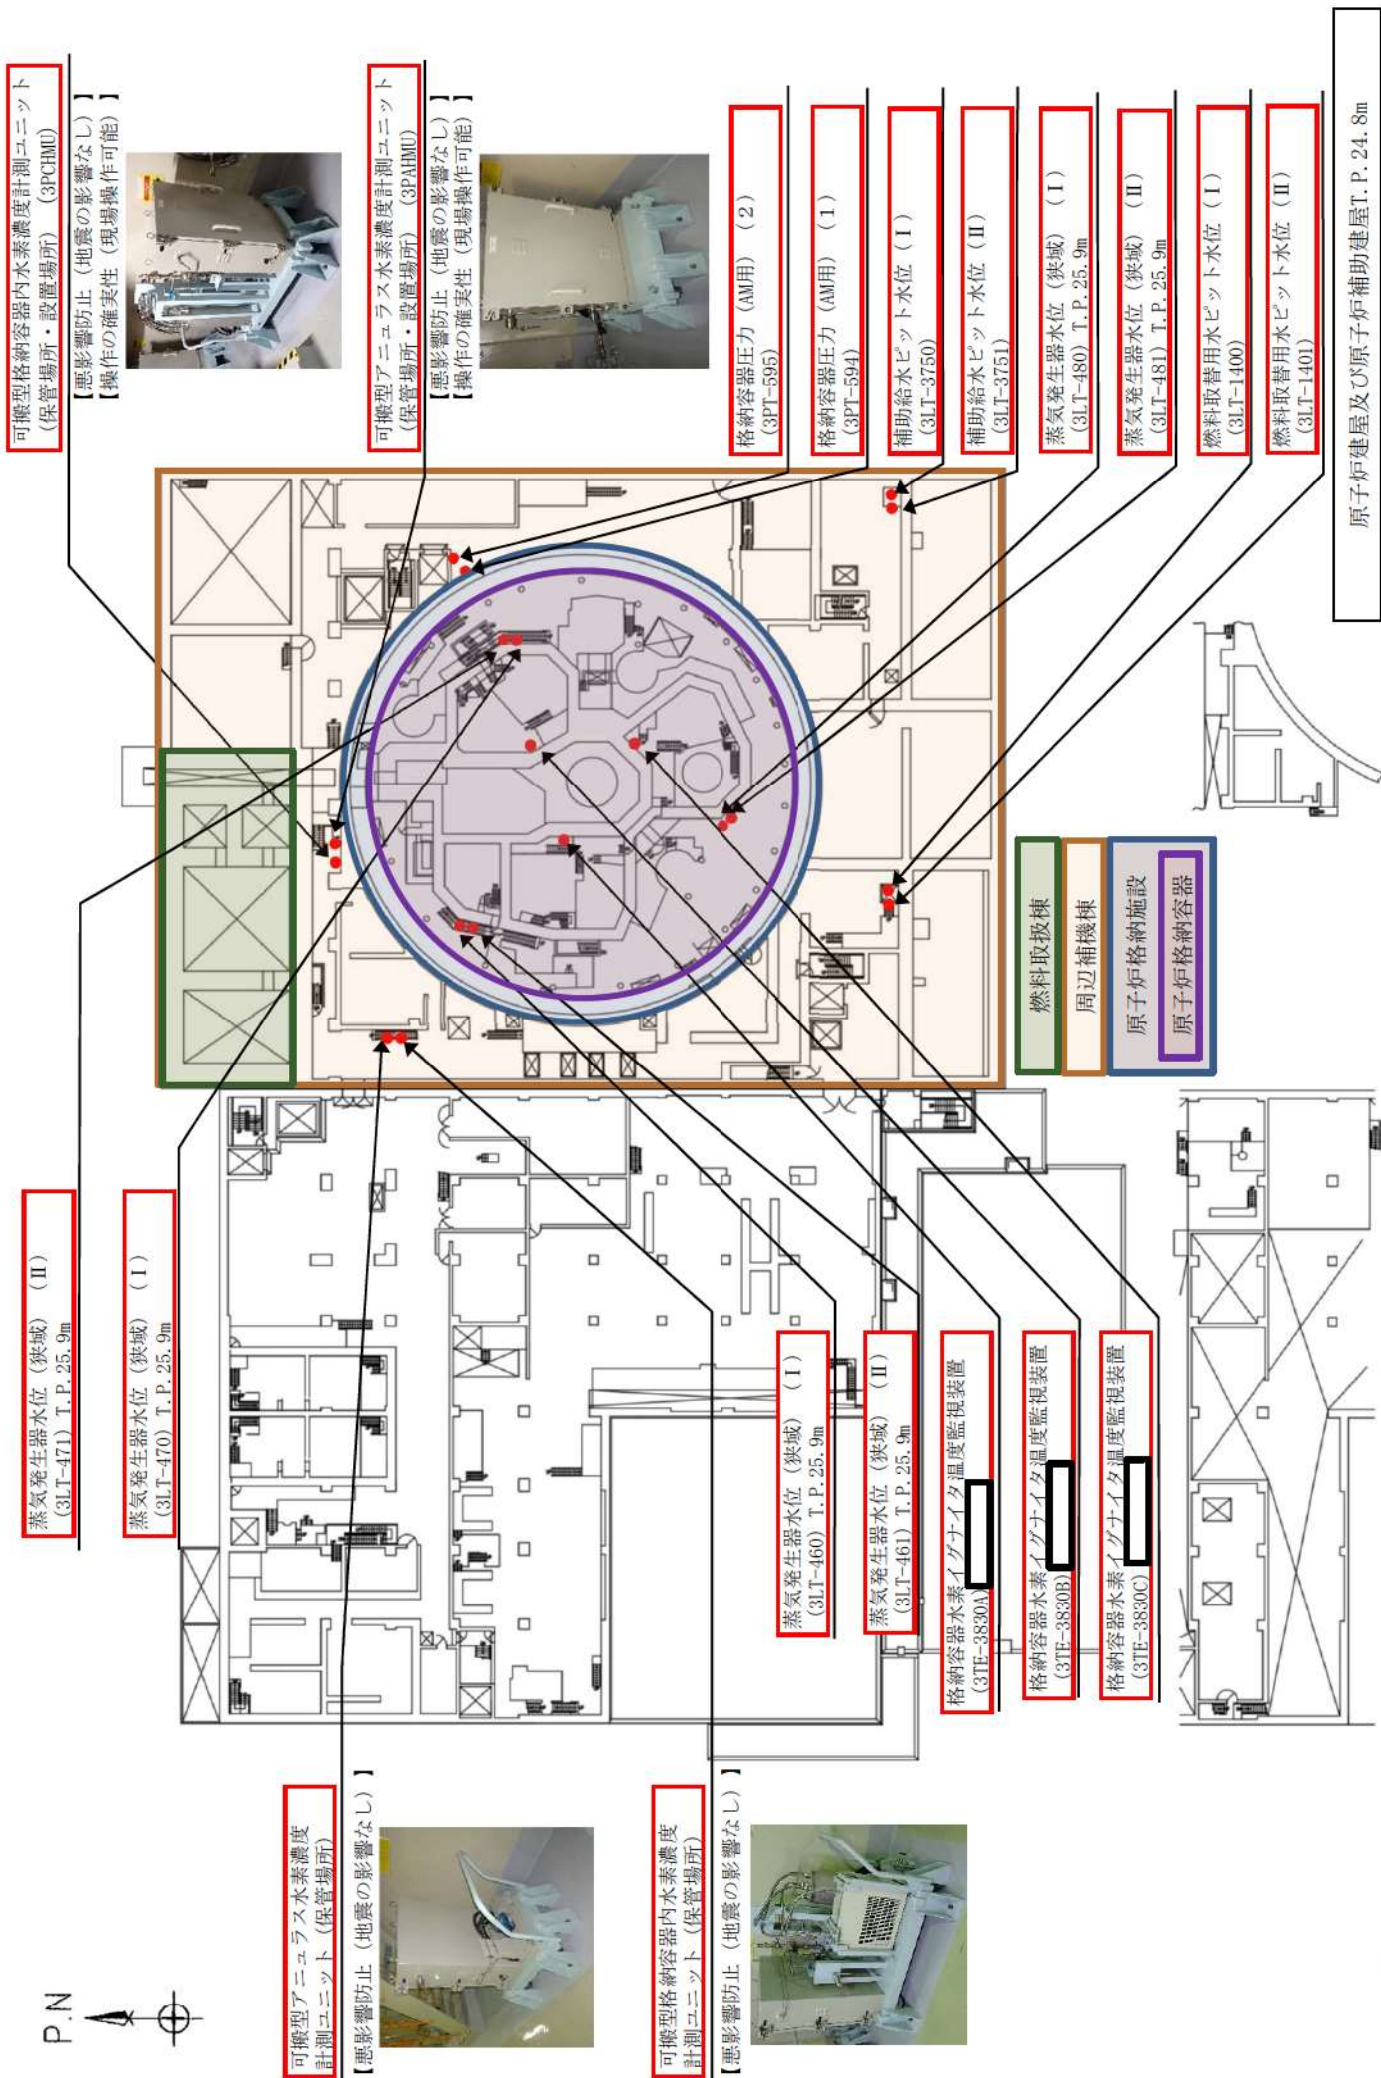 P.N
可搬型アニュラス水素濃度
計測ユニット（保管場所）
【悪影響防止（地震の影響なし）】
可搬型格納容器内水素濃度
計測ユニット（保管場所）
【悪影響防止（地震の影響なし）】
蒸気発生器水位（狭域）（Ⅱ）
(3LT-471) T.P.25.9m
蒸気発生器水位（狭域）（Ⅰ）
(3LT-470) T.P.25.9m
蒸気発生器水位（狭域）（Ⅰ）
(3LT-460) T.P.25.9m
蒸気発生器水位（狭域）（Ⅱ）
(3LT-461) T.P.25.9m
格納容器水素イグナイタ温度監視装置
(3TE-3830A)
格納容器水素イグナイタ温度監視装置
(3TE-3830B)
格納容器水素イグナイタ温度監視装置
(3TE-3830C)
燃料取扱棟
周辺補機棟
原子炉格納施設
原子炉格納容器
可搬型格納容器内水素濃度計測ユニット
（保管場所・設置場所）（3PCHMU）
【悪影響防止（地震の影響なし）】
【操作の確実性（現場操作可能）】
可搬型アニュラス水素濃度計測ユニット
（保管場所・設置場所）（3PAHMU）
【悪影響防止（地震の影響なし）】
【操作の確実性（現場操作可能）】
格納容器圧力（AM用）（2）
(3PT-595)
格納容器圧力（AM用）（1）
(3PT-594)
補助給水ピット水位（Ⅰ）
(3LT-3750)
補助給水ピット水位（Ⅱ）
(3LT-3751)
蒸気発生器水位（狭域）（Ⅰ）
(3LT-480) T.P.25.9m
蒸気発生器水位（狭域）（Ⅱ）
(3LT-481) T.P.25.9m
燃料取替用水ピット水位（Ⅰ）
(3LT-1400)
燃料取替用水ピット水位（Ⅱ）
(3LT-1401)
原子炉建屋及び原子炉補助建屋T.P.24.8m